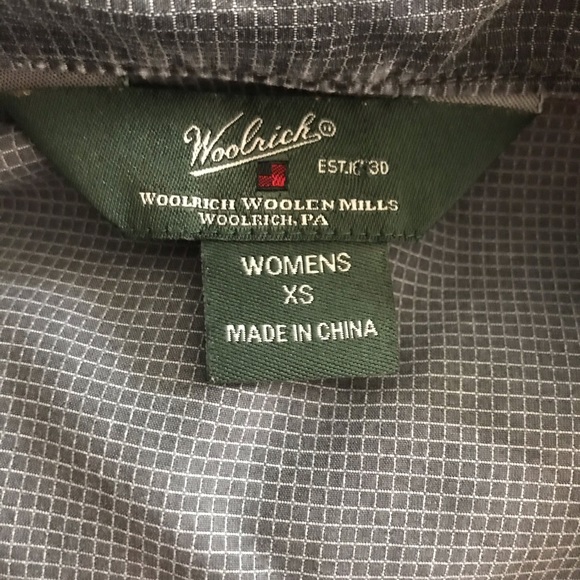 Woolrich®
EST.1830
WOOLRICH WOOLEN MILLS
WOOLRICH, PA
WOMENS
XS
MADE IN CHINA